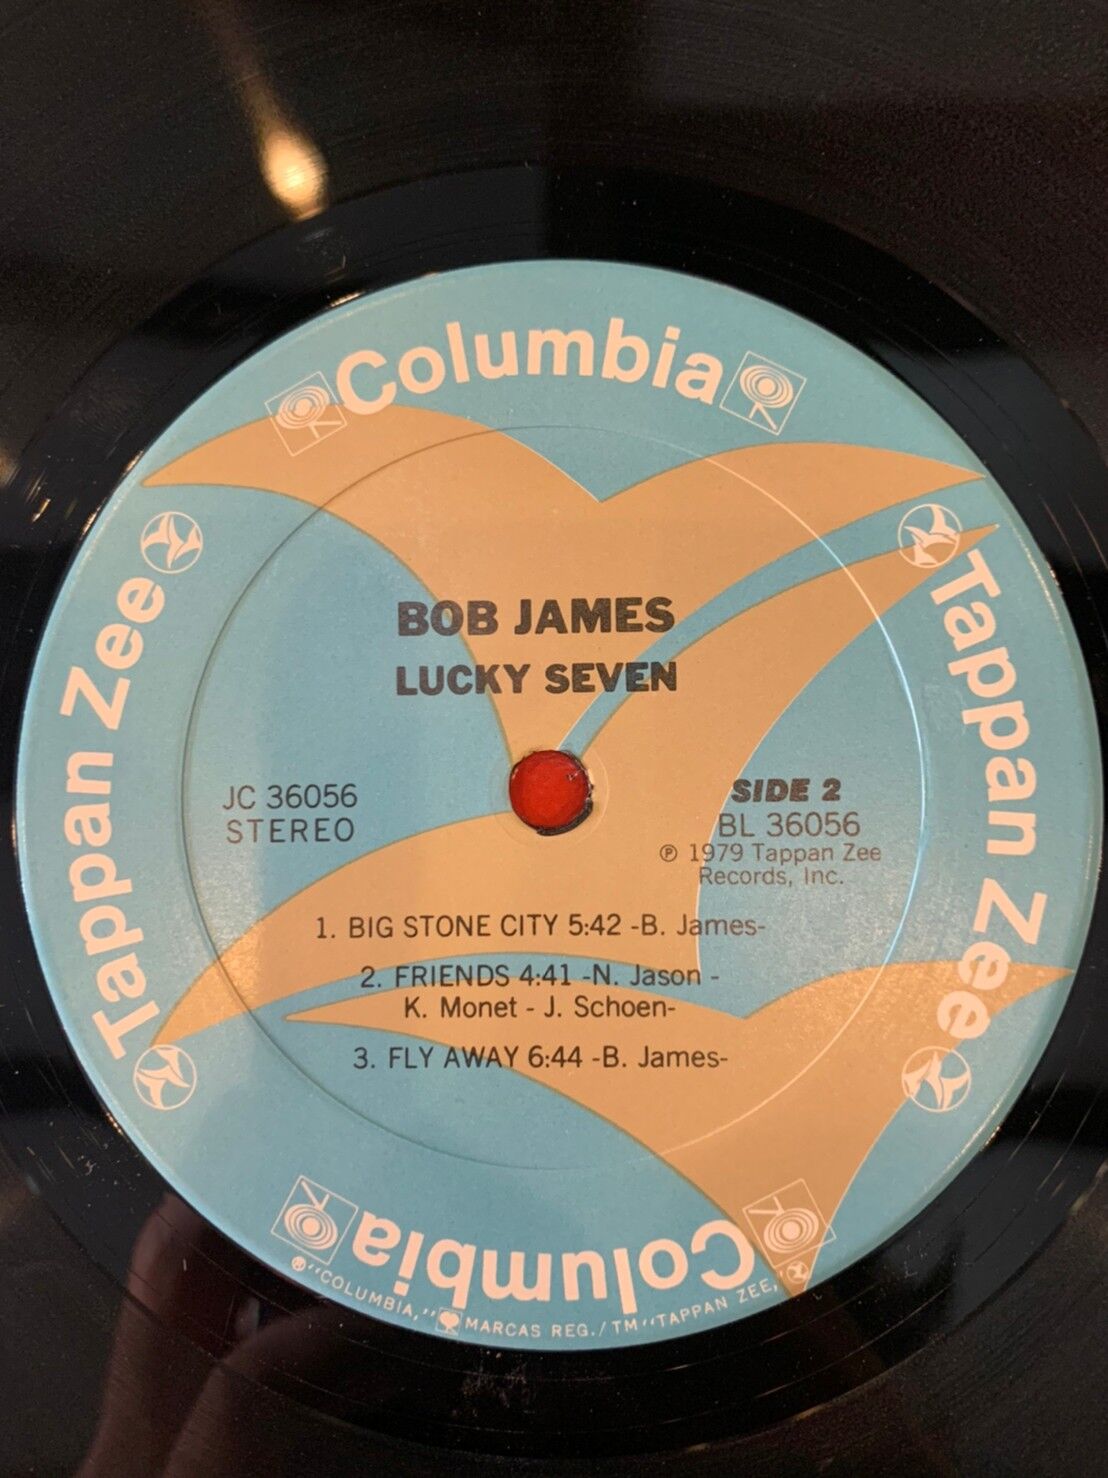 Columbia
Tappan Zee
Tappan Zee
BOB JAMES
LUCKY SEVEN
JC 36056
STEREO
SIDE 2
BL 36056
℗ 1979 Tappan Zee
Records, Inc.
1. BIG STONE CITY 5:42 -B. James-
2. FRIENDS 4:41 -N. Jason -
K. Monet - J. Schoen-
3. FLY AWAY 6:44 -B. James-
Columbia
®"COLUMBIA," MARCAS REG./TM "TAPPAN ZEE,"